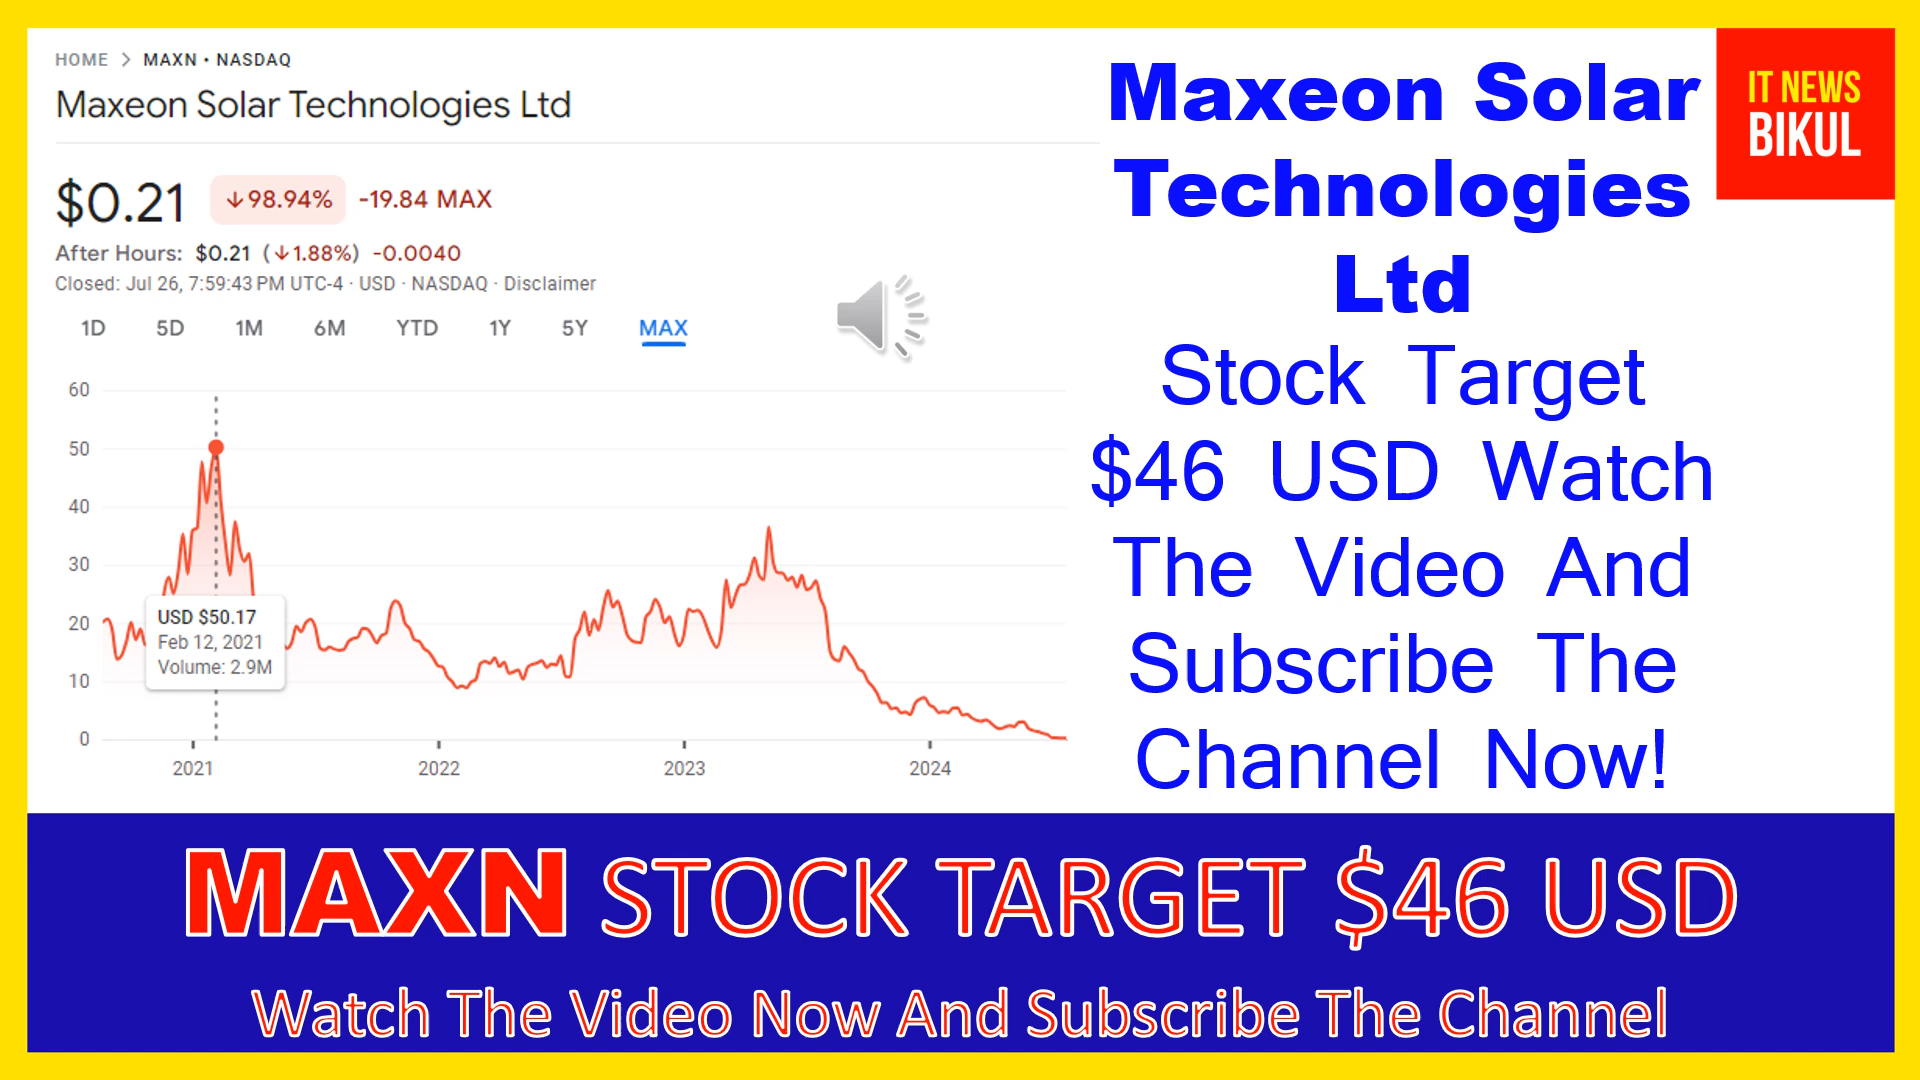 HOME > MAXN • NASDAQ
Maxeon Solar Technologies Ltd
$0.21 ↓98.94% -19.84 MAX
After Hours: $0.21 (↓1.88%) -0.0040
Closed: Jul 26, 7:59:43 PM UTC-4 · USD · NASDAQ · Disclaimer
1D 5D 1M 6M YTD 1Y 5Y MAX
60
50
40
30
20
10
0
USD $50.17
Feb 12, 2021
Volume: 2.9M
2021 2022 2023 2024
Maxeon Solar
Technologies
Ltd
Stock Target
$46 USD Watch
The Video And
Subscribe The
Channel Now!
IT NEWS
BIKUL
MAXN STOCK TARGET $46 USD
Watch The Video Now And Subscribe The Channel